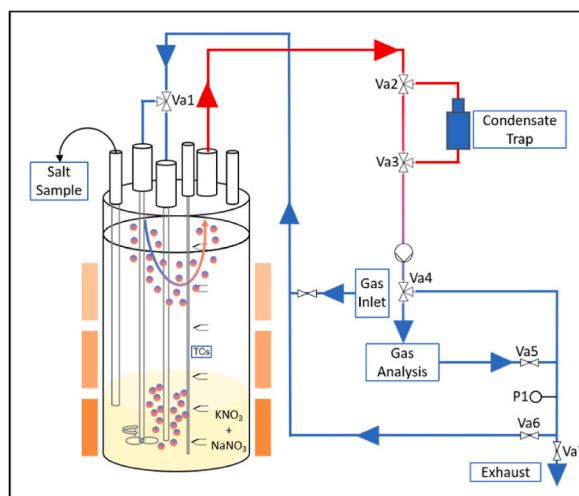 Va1
Va2
Condensate
Trap
Va3
Salt
Sample
Va4
Gas
Inlet
TCs
Gas
Analysis
Va5
P1
KNO3
+
NaNO3
Va6
Va
Exhaust